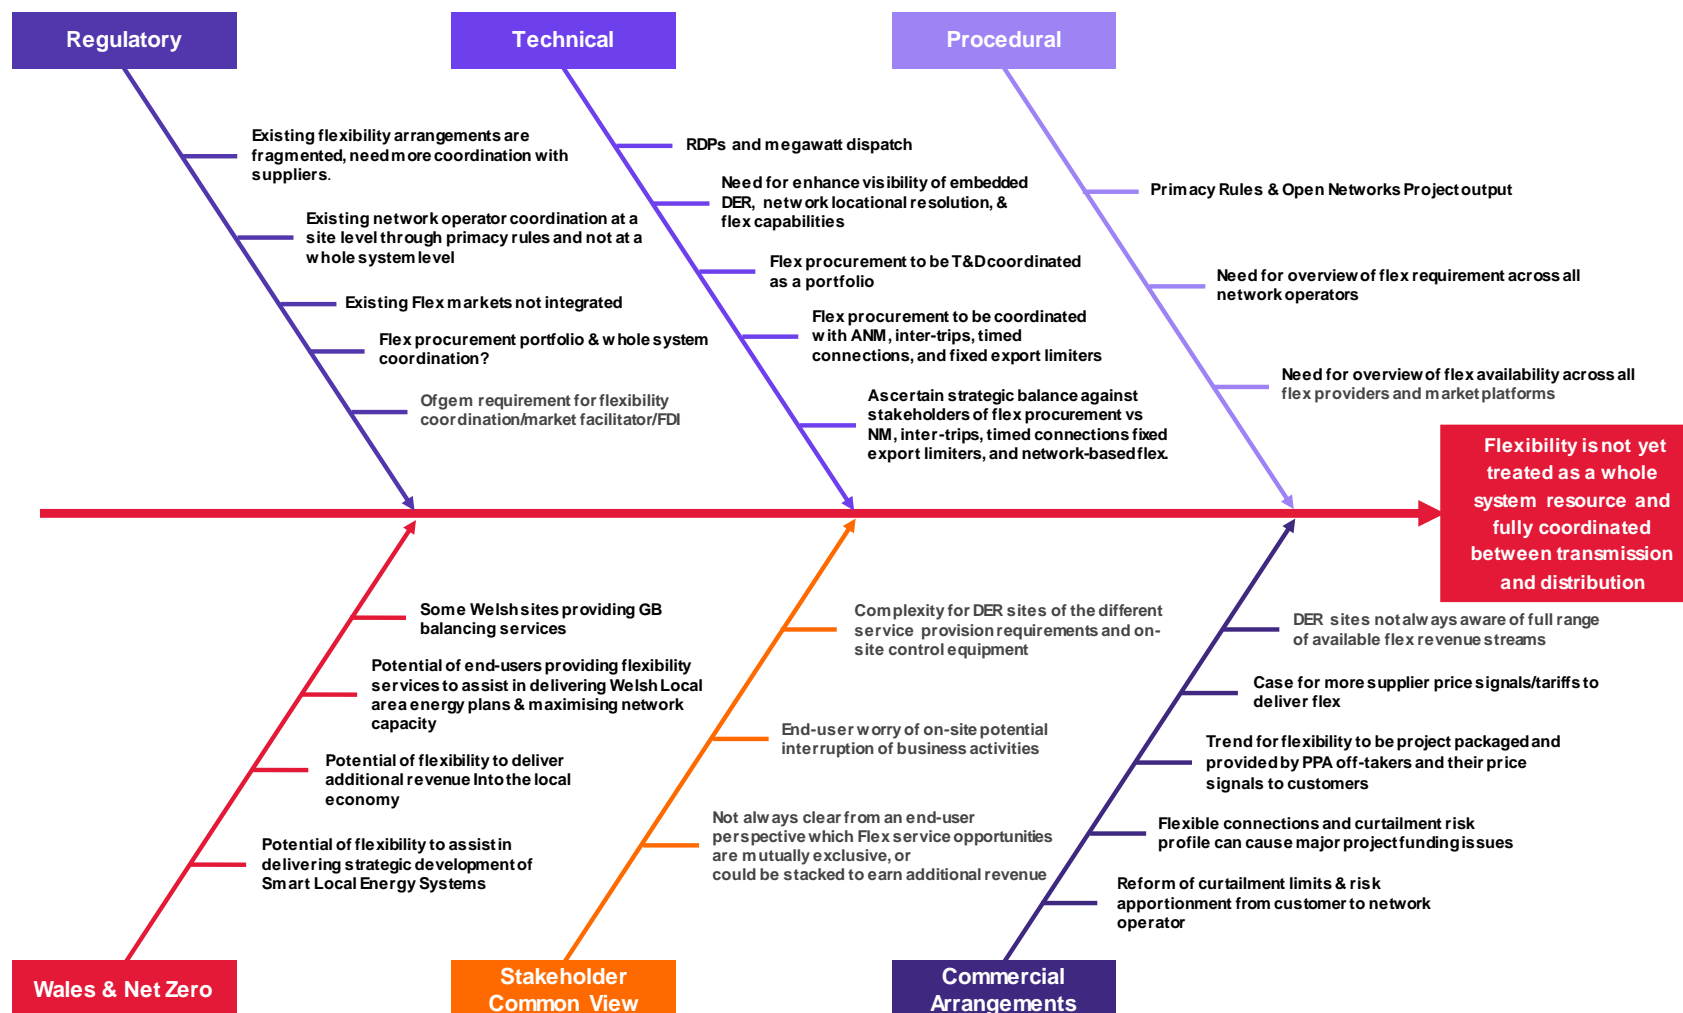 Regulatory
Technical
Procedural
Existing flexibility arrangements are
fragmented, need more coordination with
suppliers.
Existing network operator coordination at a
site level through primacy rules and not at a
whole system level
Existing Flex markets not integrated
Flex procurement portfolio & whole system
coordination?
Ofgem requirement for flexibility
coordination/market facilitator/FDI
RDPs and megawatt dispatch
Need for enhance visibility of embedded
DER, network locational resolution, &
flex capabilities
Flex procurement to be T&D coordinated
as a portfolio
Flex procurement to be coordinated
with ANM, inter-trips, timed
connections, and fixed export limiters
Ascertain strategic balance against
stakeholders of flex procurement vs
NM, inter-trips, timed connections fixed
export limiters, and network-based flex.
Primacy Rules & Open Networks Project output
Need for overview of flex requirement across all
network operators
Need for overview of flex availability across all
flex providers and market platforms
Flexibility is not yet
treated as a whole
system resource and
fully coordinated
between transmission
and distribution
Some Welsh sites providing GB
balancing services
Potential of end-users providing flexibility
services to assist in delivering Welsh Local
area energy plans & maximising network
capacity
Potential of flexibility to deliver
additional revenue Into the local
economy
Potential of flexibility to assist in
delivering strategic development of
Smart Local Energy Systems
Complexity for DER sites of the different
service provision requirements and on-
site control equipment
End-user worry of on-site potential
interruption of business activities
Not always clear from an end-user
perspective which Flex service opportunities
are mutually exclusive, or
could be stacked to earn additional revenue
DER sites not always aware of full range
of available flex revenue streams
Case for more supplier price signals/tariffs to
deliver flex
Trend for flexibility to be project packaged and
provided by PPA off-takers and their price
signals to customers
Flexible connections and curtailment risk
profile can cause major project funding issues
Reform of curtailment limits & risk
apportionment from customer to network
operator
Wales & Net Zero
Stakeholder
Common View
Commercial
Arrangements